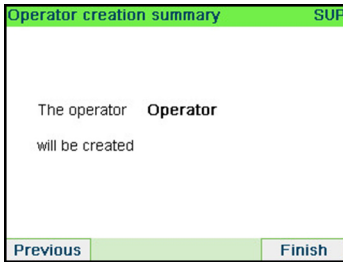 Operator creation summary SUP
The operator Operator
will be created
Previous Finish